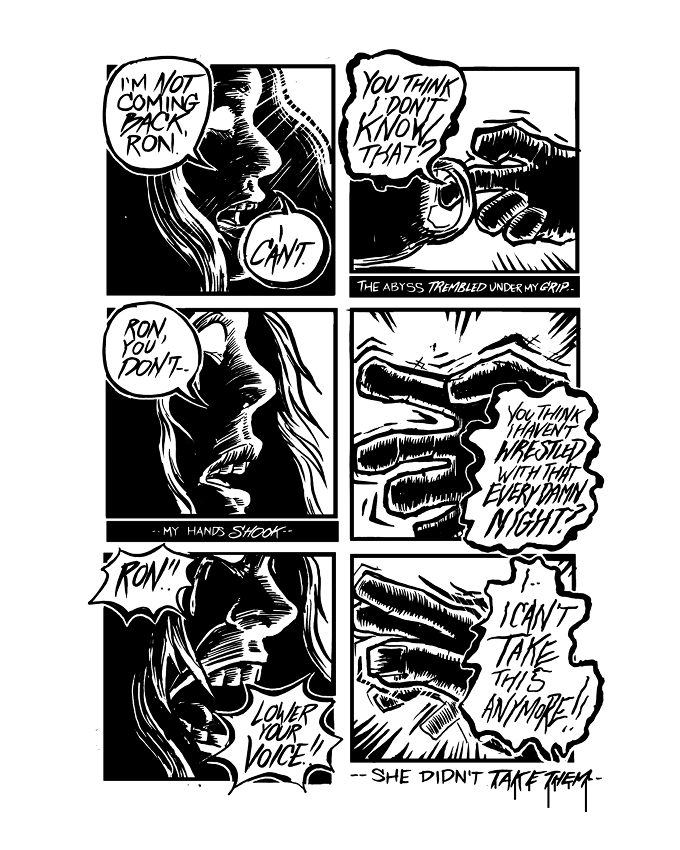 I'M NOT
COMING
BACK,
RON.
I
CAN'T.
YOU THINK
I DON'T
KNOW
THAT?
THE ABYSS TREMBLED UNDER MY GRIP--
RON,
YOU
DON'T--
--MY HANDS SHOOK--
YOU THINK
I HAVEN'T
WRESTLED
WITH THAT
EVERY DAMN
NIGHT?
RON!!
LOWER
YOUR
VOICE!!
I--
I CAN'T
TAKE
THIS
ANYMORE!!
--SHE DIDN'T TAKE THEM--